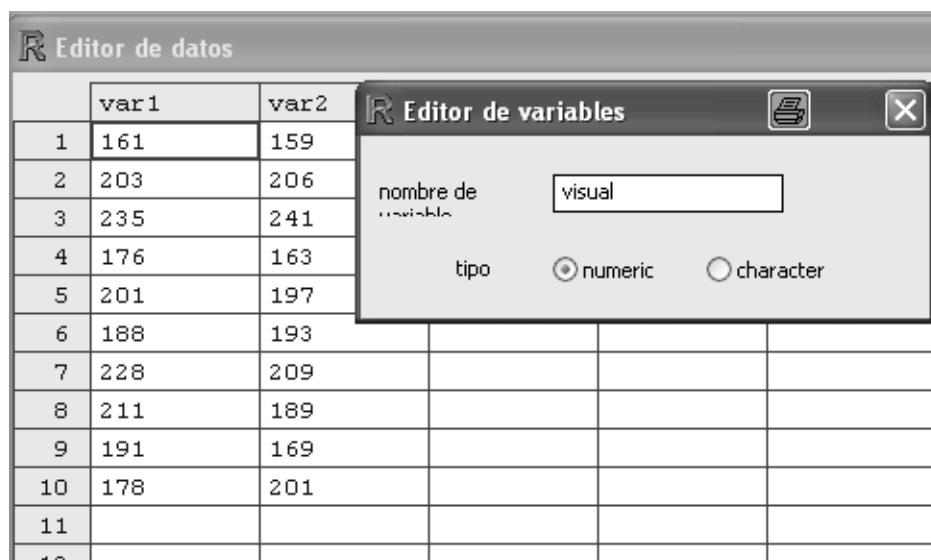 Editor de datos
var1 var2
1 161 159
2 203 206
3 235 241
4 176 163
5 201 197
6 188 193
7 228 209
8 211 189
9 191 169
10 178 201
11
Editor de variables
nombre de visual
tipo numeric character